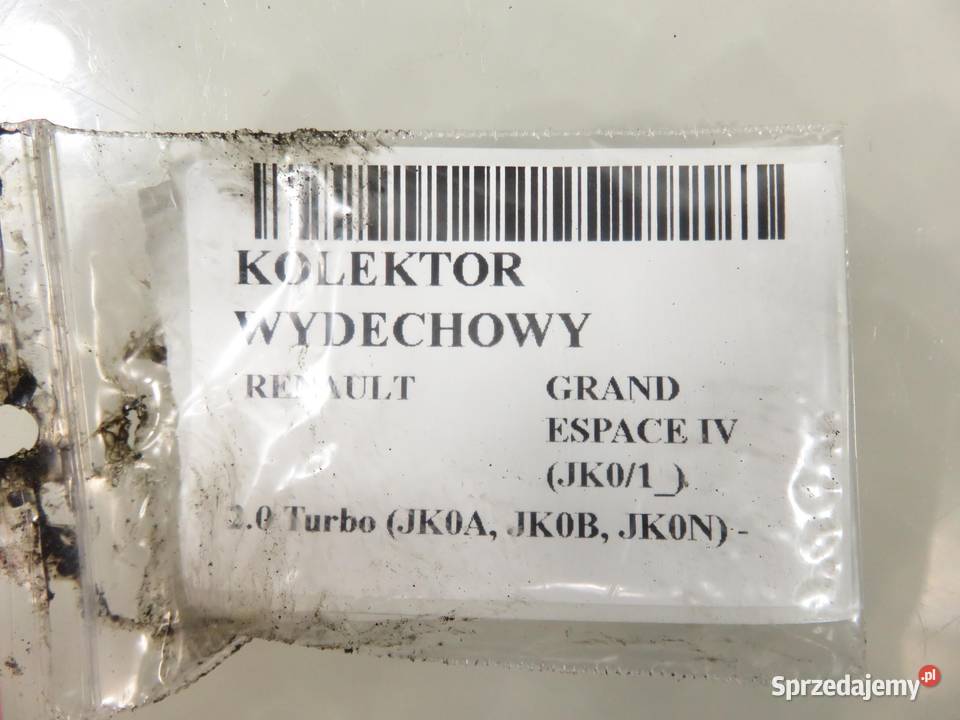 KOLEKTOR
WYDECHOWY
RENAULT GRAND
ESPACE IV
(JK0/1_)
2.0 Turbo (JK0A, JK0B, JK0N) -
Sprzedajemy.pl